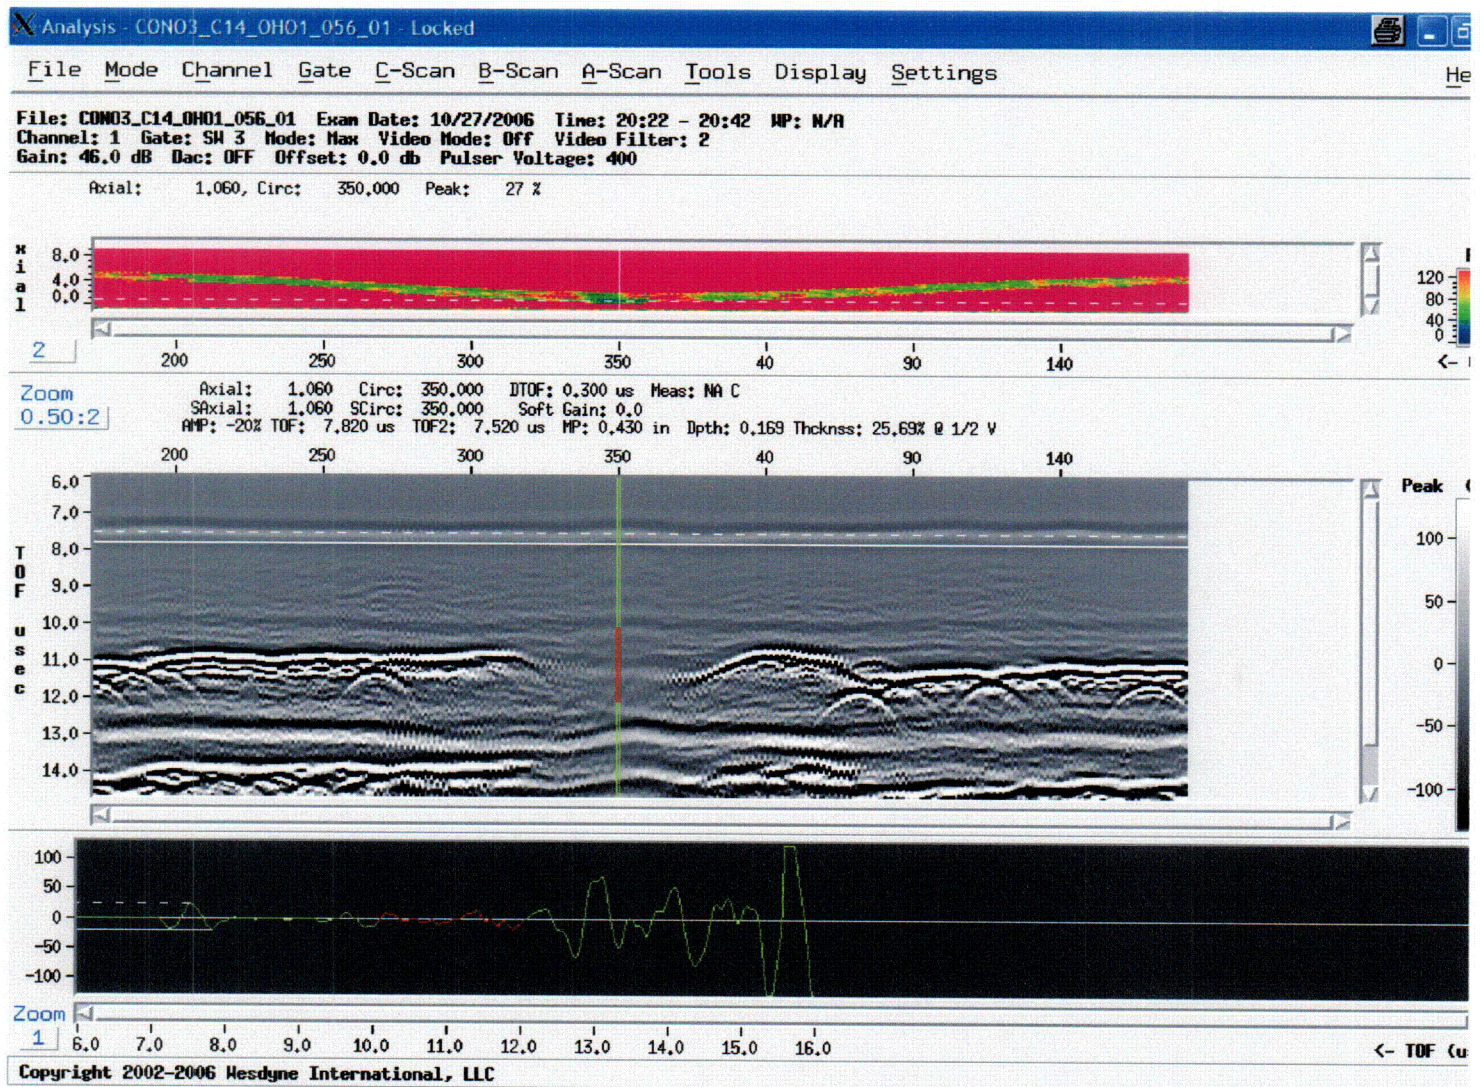 X Analysis - CONO3_C14_OHO1_056_01 - Locked
File Mode Channel Gate C-Scan B-Scan A-Scan Tools Display Settings He
File: CONO3_C14_OHO1_056_01 Exam Date: 10/27/2006 Time: 20:22 - 20:42 WP: N/A
Channel: 1 Gate: SW 3 Mode: Max Video Mode: Off Video Filter: 2
Gain: 46.0 dB Dac: OFF Offset: 0.0 db Pulser Voltage: 400
Axial: 1.060, Circ: 350.000 Peak: 27 %
xial
8.0
4.0
0.0
120
80
40
0
2
200 250 300 350 40 90 140
<-
Zoom
0.50:2
Axial: 1.060 Circ: 350.000 DTOF: 0.300 us Meas: NA C
SAxial: 1.060 SCirc: 350.000 Soft Gain: 0.0
AMP: -20% TOF: 7.820 us TOF2: 7.520 us MP: 0.430 in Dpth: 0.169 Thcknss: 25.69% @ 1/2 V
200 250 300 350 40 90 140
TOF usec
6.0
7.0
8.0
9.0
10.0
11.0
12.0
13.0
14.0
Peak
100
50
0
-50
-100
100
50
0
-50
-100
Zoom
1
6.0 7.0 8.0 9.0 10.0 11.0 12.0 13.0 14.0 15.0 16.0
<- TOF (u
Copyright 2002-2006 Wesdyne International, LLC